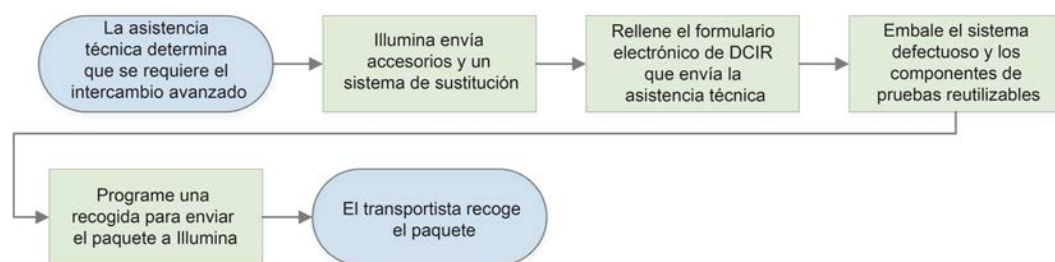 La asistencia
técnica determina
que se requiere el
intercambio avanzado
Illumina envía
accesorios y un
sistema de sustitución
Rellene el formulario
electrónico de DCIR
que envía la
asistencia técnica
Embale el sistema
defectuoso y los
componentes de
pruebas reutilizables
Programe una
recogida para enviar
el paquete a Illumina
El transportista recoge
el paquete